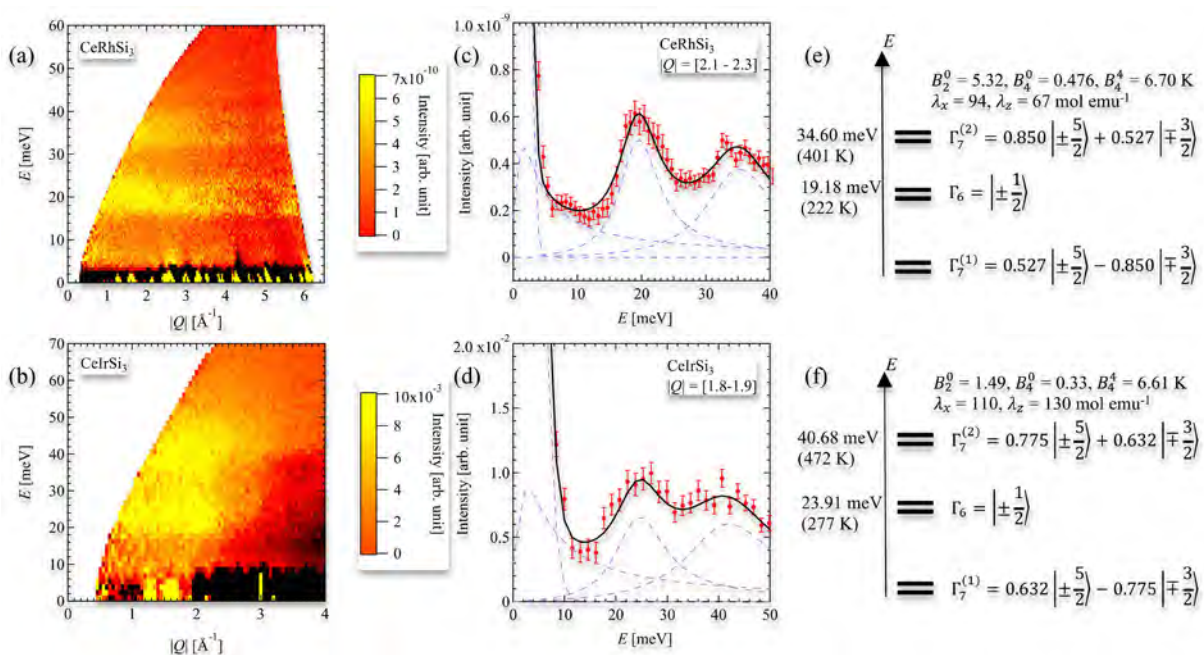 (a)
CeRhSi3
E [meV]
60
50
40
30
20
10
0
0 1 2 3 4 5 6
|Q| [Å-1]
7x10-10
6
5
4
3
2
1
0
Intensity [arb. unit]
(c)
1.0x10-9
0.8
0.6
0.4
0.2
0.0
Intensity [arb. unit]
CeRhSi3
|Q| = [2.1 - 2.3]
0 10 20 30 40
E [meV]
(e)
E
B₂⁰ = 5.32, B₄⁰ = 0.476, B₄⁴ = 6.70 K
λₓ = 94, λ_z = 67 mol emu⁻¹
34.60 meV
(401 K)
Γ₇⁽²⁾ = 0.850 |±5/2⟩ + 0.527 |∓3/2⟩
19.18 meV
(222 K)
Γ₆ = |±1/2⟩
Γ₇⁽¹⁾ = 0.527 |±5/2⟩ − 0.850 |∓3/2⟩
(b)
CeIrSi3
E [meV]
70
60
50
40
30
20
10
0
0 1 2 3 4
|Q| [Å-1]
10x10-3
8
6
4
2
0
Intensity [arb. unit]
(d)
2.0x10-2
1.5
1.0
0.5
0.0
Intensity [arb. unit]
CeIrSi3
|Q| = [1.8-1.9]
0 10 20 30 40 50
E [meV]
(f)
E
B₂⁰ = 1.49, B₄⁰ = 0.33, B₄⁴ = 6.61 K
λₓ = 110, λ_z = 130 mol emu⁻¹
40.68 meV
(472 K)
Γ₇⁽²⁾ = 0.775 |±5/2⟩ + 0.632 |∓3/2⟩
23.91 meV
(277 K)
Γ₆ = |±1/2⟩
Γ₇⁽¹⁾ = 0.632 |±5/2⟩ − 0.775 |∓3/2⟩